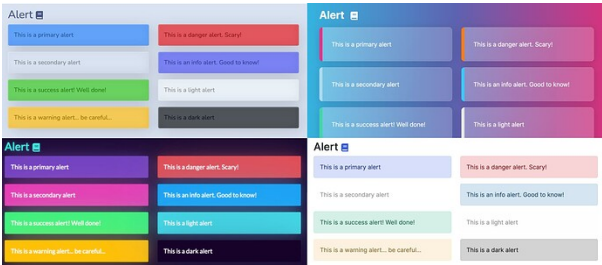 Alert
This is a primary alert
This is a danger alert. Scary!
This is a secondary alert
This is an info alert. Good to know!
This is a success alert! Well done!
This is a light alert
This is a warning alert... be careful...
This is a dark alert
Alert
This is a primary alert
This is a danger alert. Scary!
This is a secondary alert
This is an info alert. Good to know!
This is a success alert! Well done!
This is a light alert
Alert
This is a primary alert
This is a danger alert. Scary!
This is a secondary alert
This is an info alert. Good to know!
This is a success alert! Well done!
This is a light alert
This is a warning alert... be careful...
This is a dark alert
Alert
This is a primary alert
This is a danger alert. Scary!
This is a secondary alert
This is an info alert. Good to know!
This is a success alert! Well done!
This is a light alert
This is a warning alert... be careful...
This is a dark alert